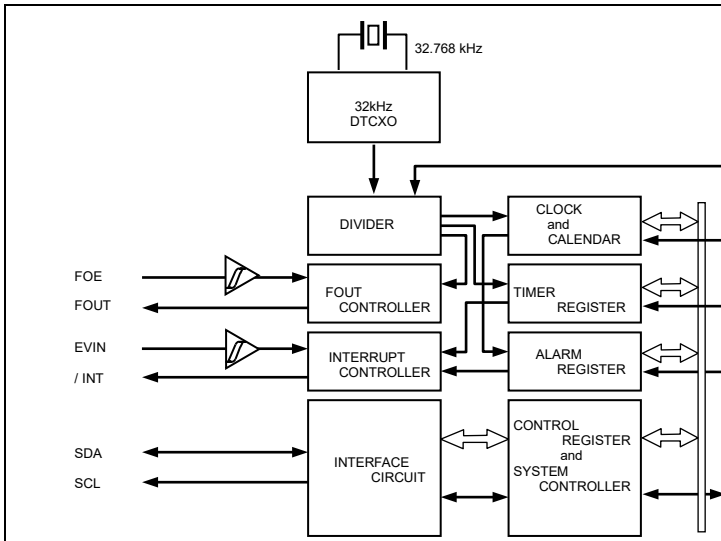 32.768 kHz
32kHz
DTCXO
DIVIDER
CLOCK
and
CALENDAR
FOE
FOUT
FOUT
CONTROLLER
TIMER
REGISTER
EVIN
/ INT
INTERRUPT
CONTROLLER
ALARM
REGISTER
SDA
SCL
INTERFACE
CIRCUIT
CONTROL
REGISTER
and
SYSTEM
CONTROLLER